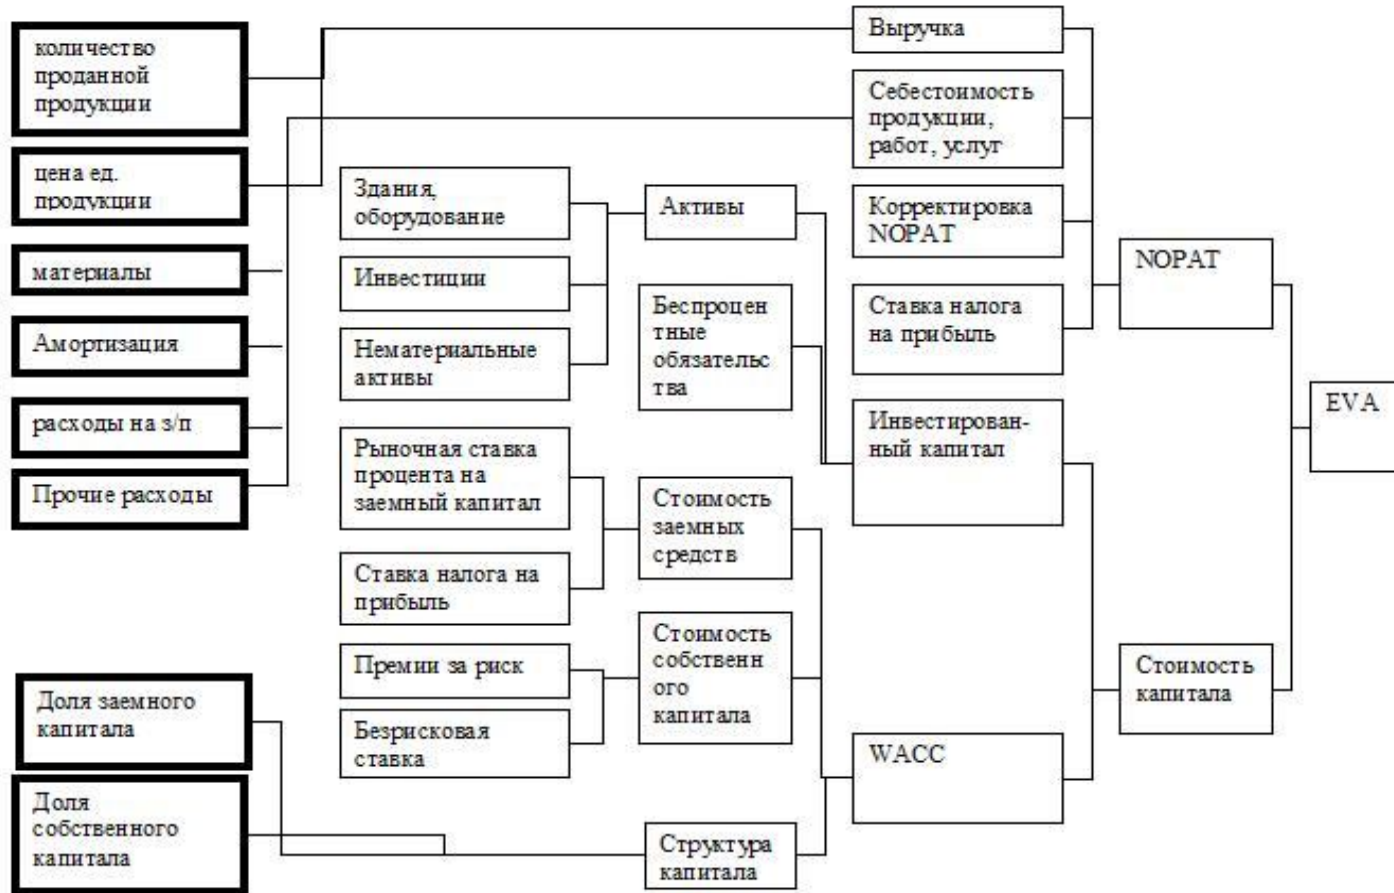 количество
проданной
продукции
цена ед.
продукции
материалы
Амортизация
расходы на з/п
Прочие расходы
Доля заемного
капитала
Доля
собственного
капитала
Здания,
оборудование
Инвестиции
Нематериальные
активы
Рыночная ставка
процента на
заемный капитал
Ставка налога на
прибыль
Премии за риск
Безрисковая
ставка
Активы
Беспроцен
тные
обязательс
тва
Стоимость
заемных
средств
Стоимость
собственн
ого
капитала
Структура
капитала
Выручка
Себестоимость
продукции,
работ, услуг
Корректировка
NOPAT
Ставка налога
на прибыль
Инвестирован-
ный капитал
WACC
NOPAT
Стоимость
капитала
EVA